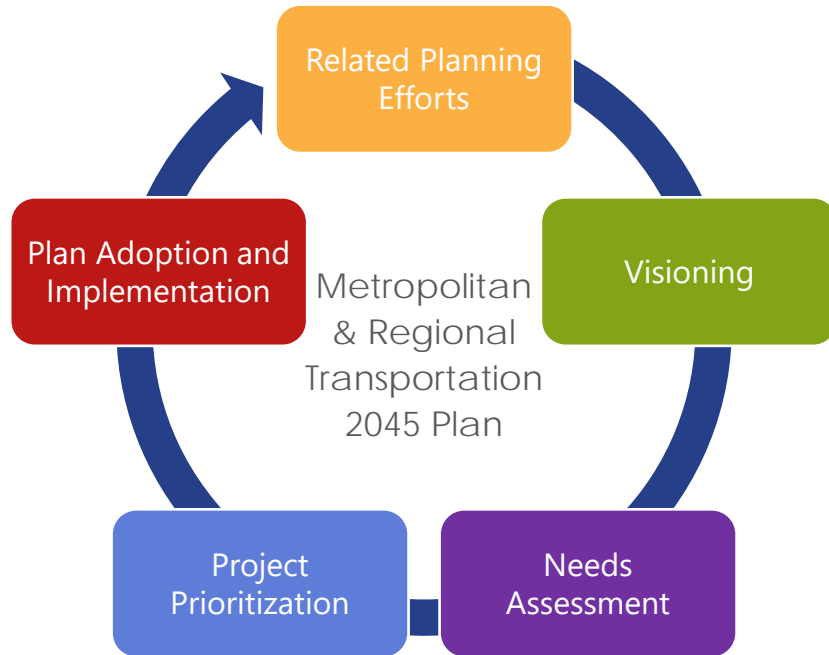 Related Planning
Efforts
Visioning
Needs
Assessment
Project
Prioritization
Plan Adoption and
Implementation
Metropolitan
& Regional
Transportation
2045 Plan